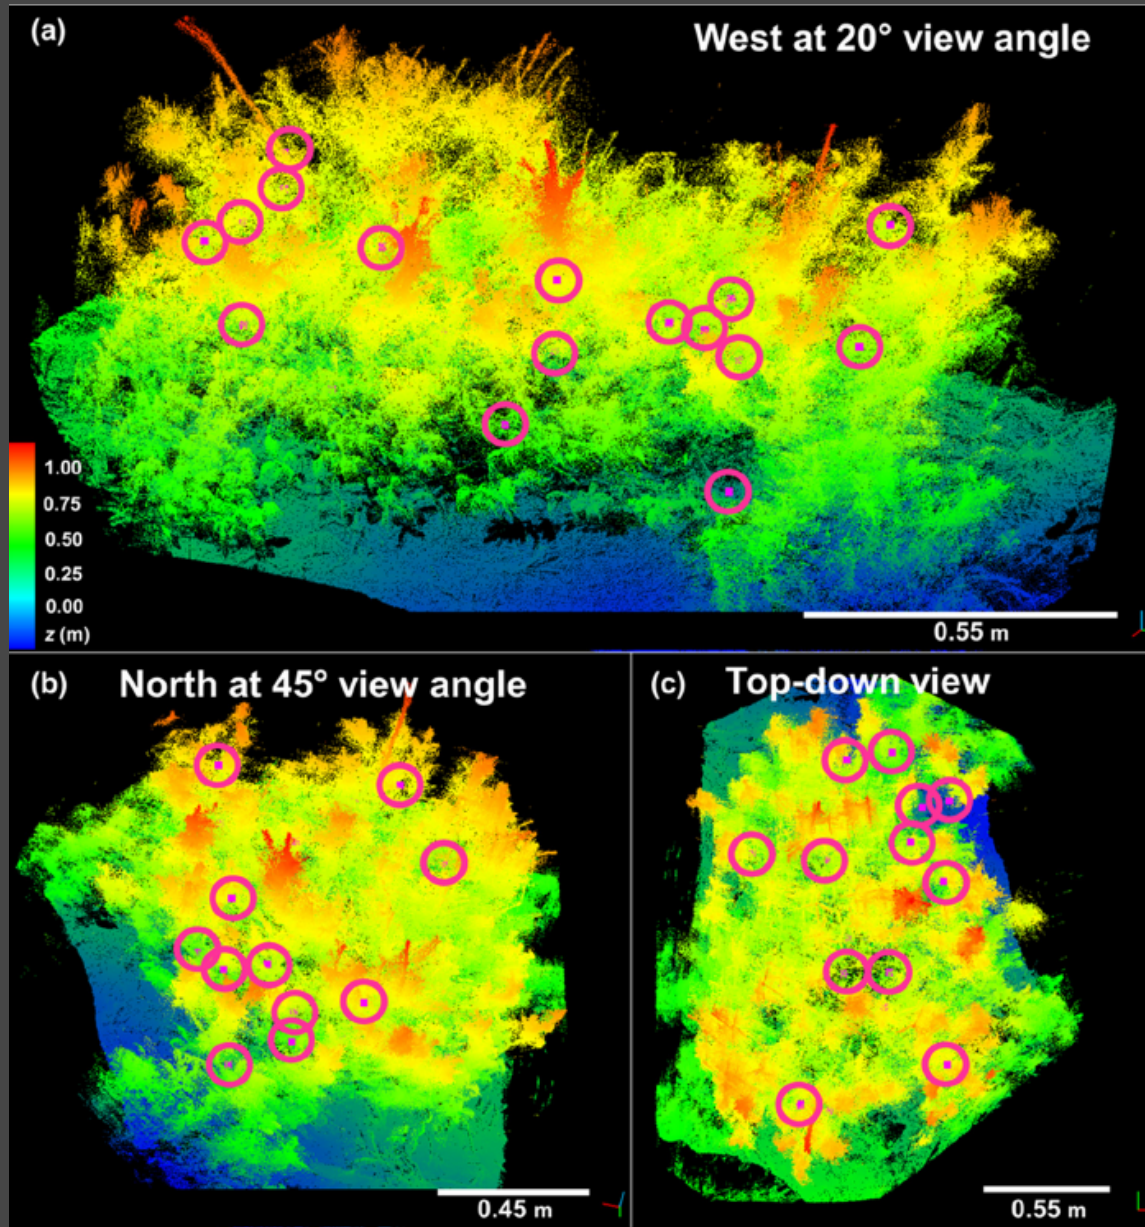 (a)
West at 20° view angle
1.00
0.75
0.50
0.25
0.00
z (m)
0.55 m
(b)
North at 45° view angle
0.45 m
(c)
Top-down view
0.55 m